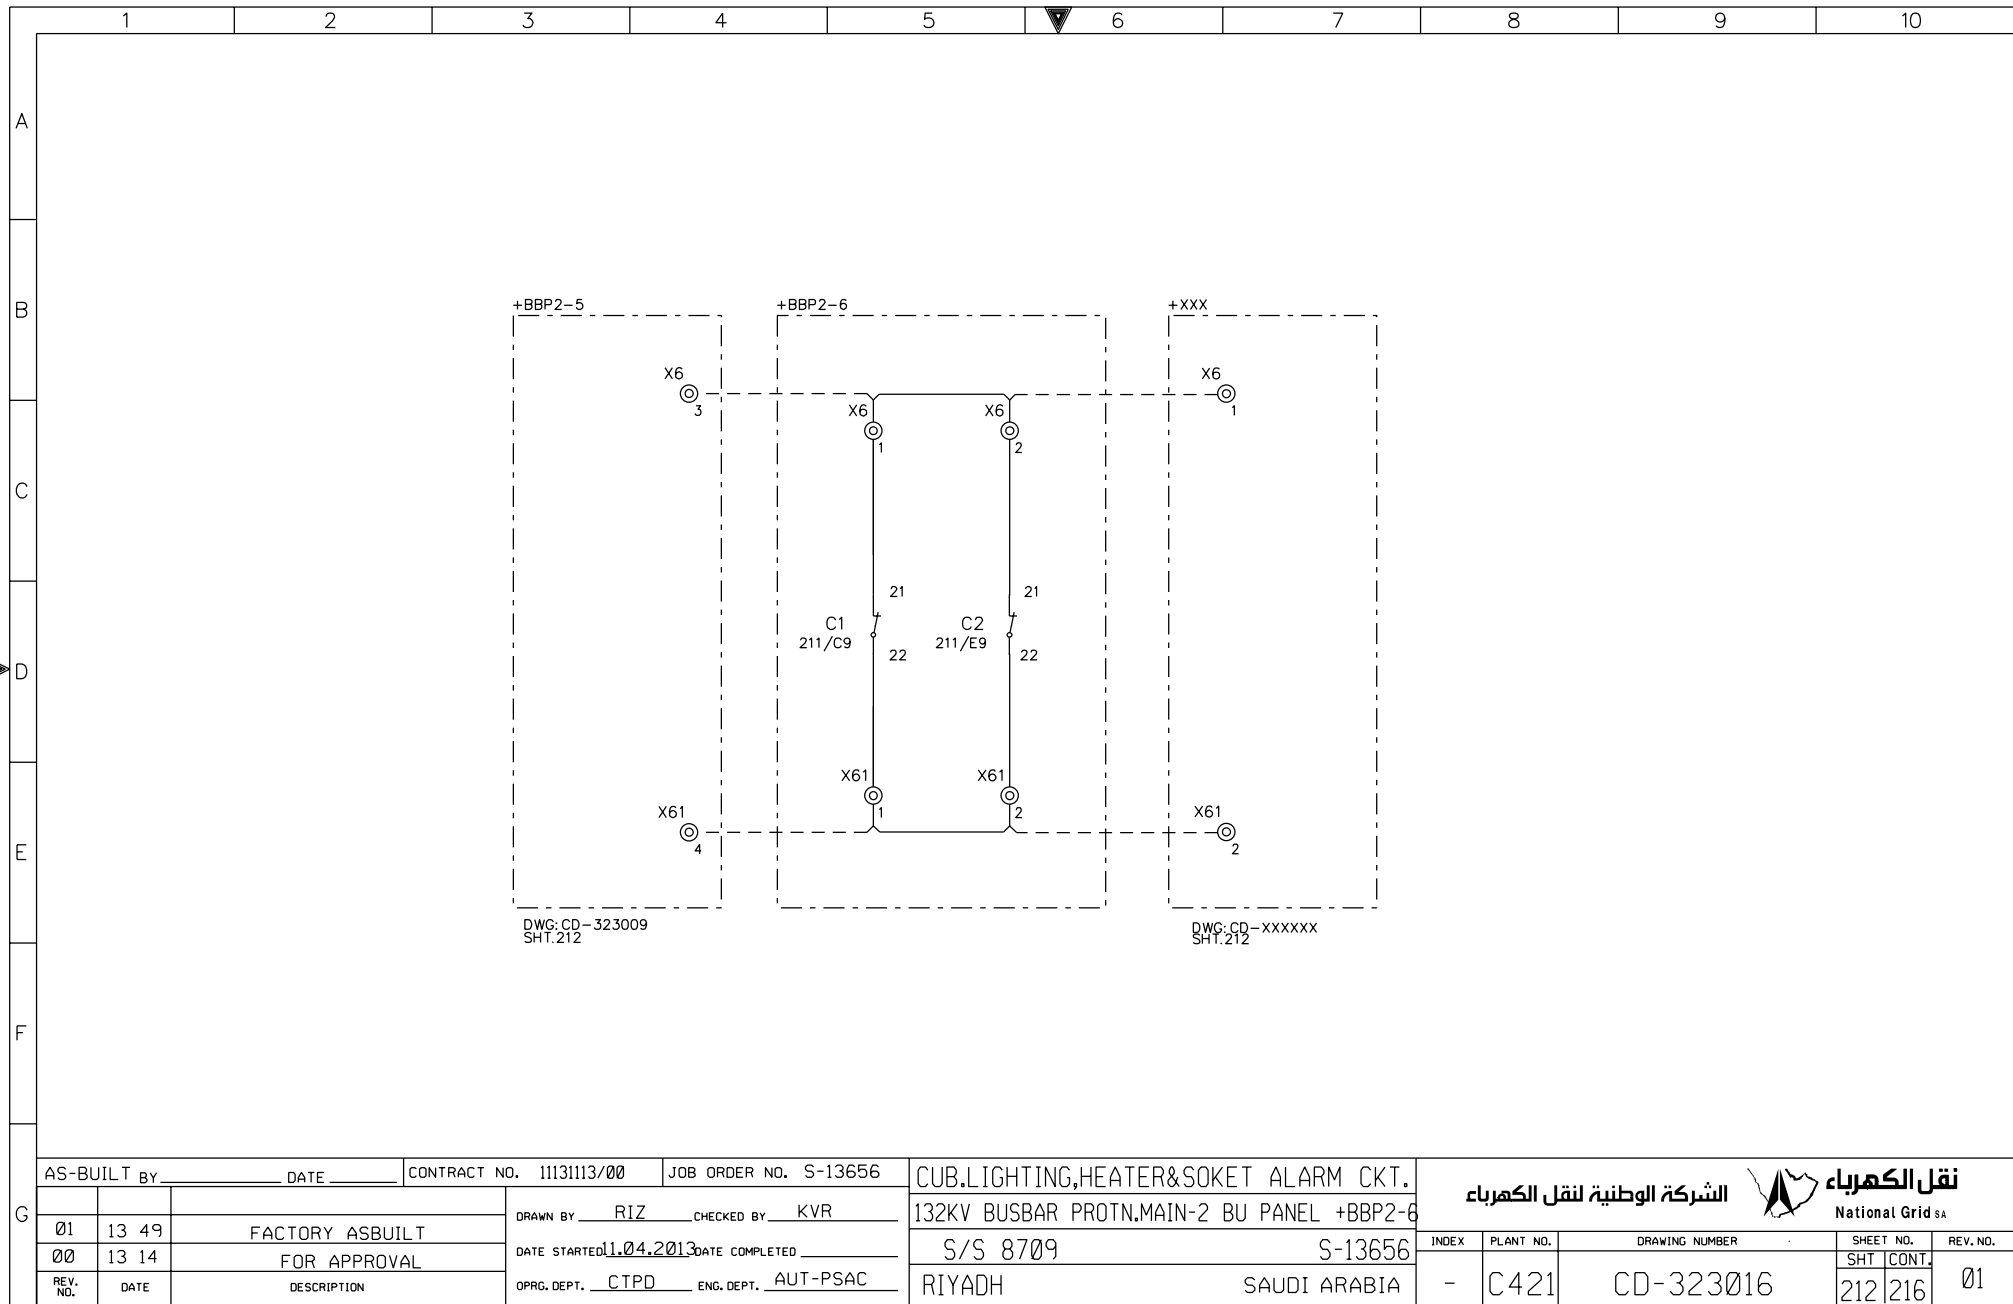 1 2 3 4 5 6 7 8 9 10
A
B
C
D
E
F
G
+BBP2-5
+BBP2-6
+XXX
X6
3
X6
1
X6
2
X6
1
21
C1
211/C9
22
21
C2
211/E9
22
X61
4
X61
1
X61
2
X61
2
DWG:CD-323009
SHT.212
DWG:CD-XXXXXX
SHT.212
AS-BUILT BY DATE
CONTRACT NO. 11131113/00
JOB ORDER NO. S-13656
01 13 49 FACTORY ASBUILT
00 13 14 FOR APPROVAL
REV. NO. DATE DESCRIPTION
DRAWN BY RIZ CHECKED BY KVR
DATE STARTED 11.04.2013 DATE COMPLETED
OPRG. DEPT. CTPD ENG. DEPT. AUT-PSAC
CUB.LIGHTING,HEATER&SOKET ALARM CKT.
132KV BUSBAR PROTN.MAIN-2 BU PANEL +BBP2-6
S/S 8709 S-13656
RIYADH SAUDI ARABIA
الشركة الوطنية لنقل الكهرباء
نقل الكهرباء
National Grid SA
INDEX PLANT NO. DRAWING NUMBER SHEET NO. REV. NO.
SHT CONT.
- C421 CD-323016 212 216 01